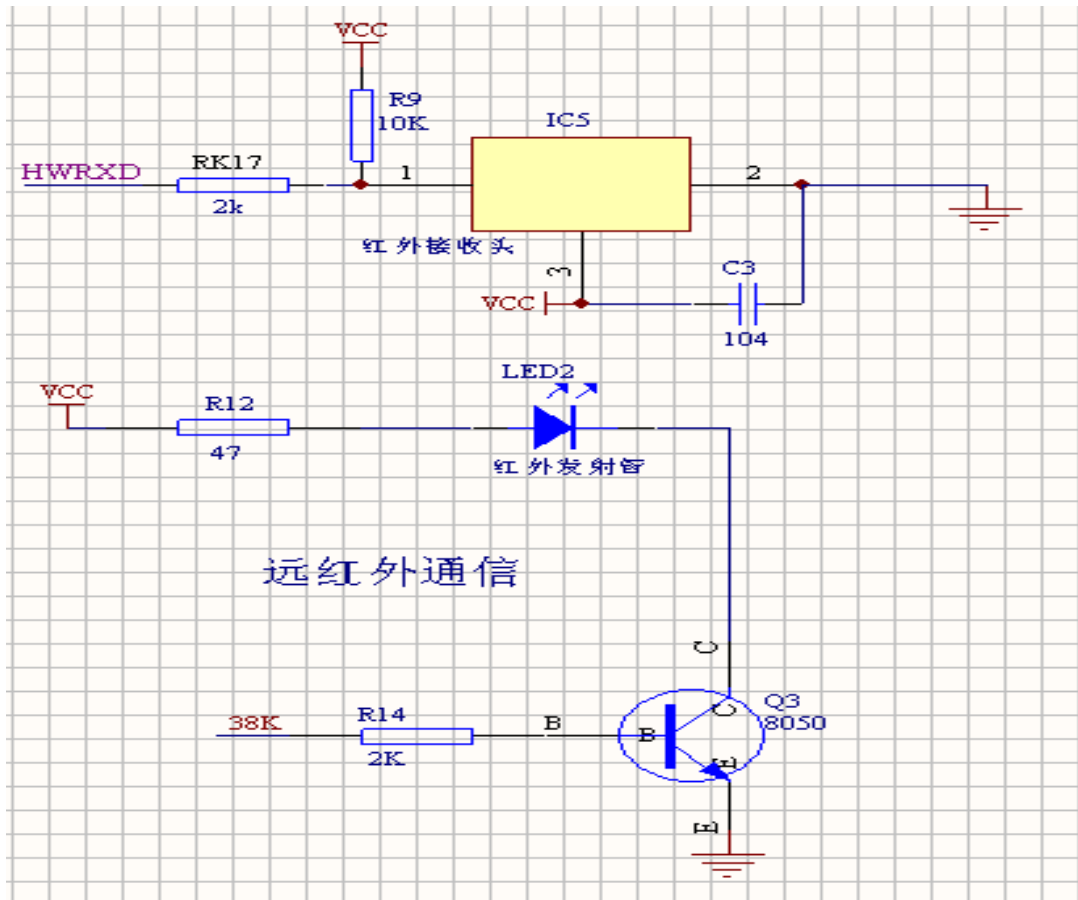 VCC
R9
10K
IC5
HWRXD
RK17
2k
1
2
红外接收头
3
VCC
C3
104
LED2
VCC
R12
47
红外发射管
远红外通信
C
38K
R14
2K
B
B
C
E
Q3
8050
E